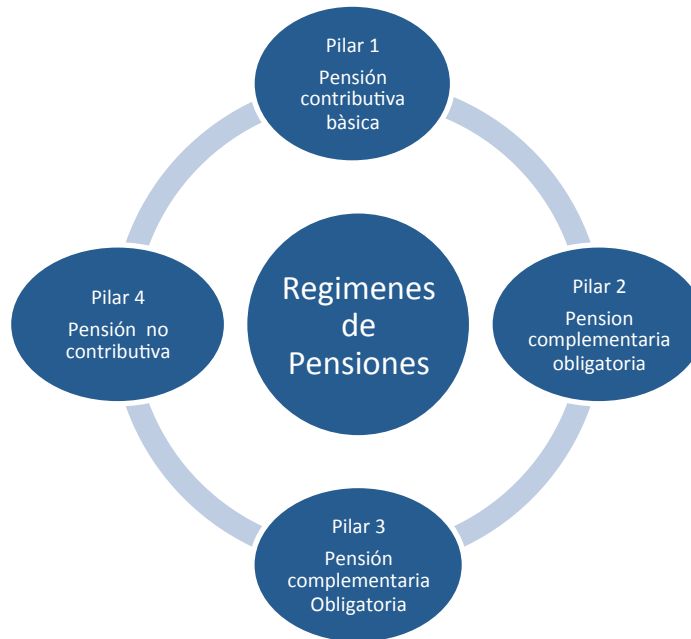 Pilar 1
Pensión
contributiva
bàsica
Regimenes
de
Pensiones
Pilar 2
Pension
complementaria
obligatoria
Pilar 3
Pensión
complementaria
Obligatoria
Pilar 4
Pensión no
contributiva